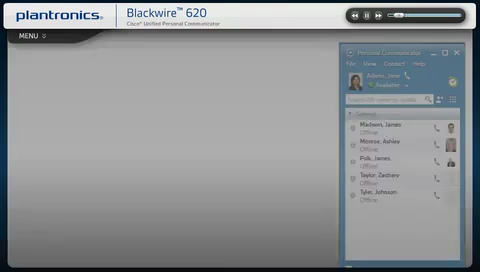 plantronics.
Blackwire™ 620
Cisco® Unified Personal Communicator
MENU
Personal Communicator
File View Contact Help
Adams, Jane
Available
General
Madison, James
Offline
Monroe, Ashley
Offline
Polk, James
Offline
Taylor, Zachary
Offline
Tyler, Johnson
Offline